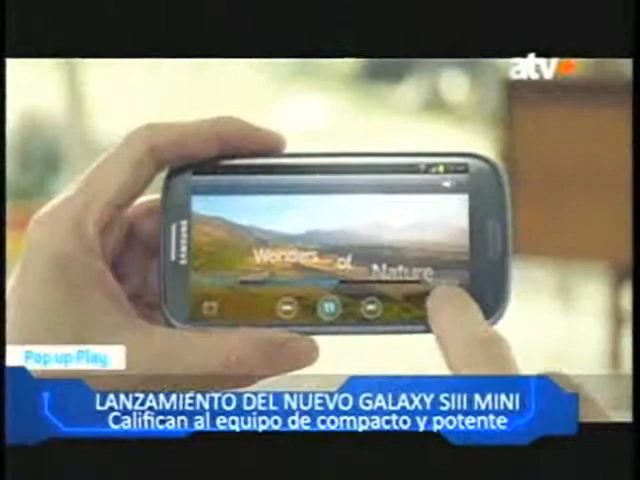 atv
SAMSUNG
Wonders of Nature
Pop up Play
LANZAMIENTO DEL NUEVO GALAXY SIII MINI
Califican al equipo de compacto y potente